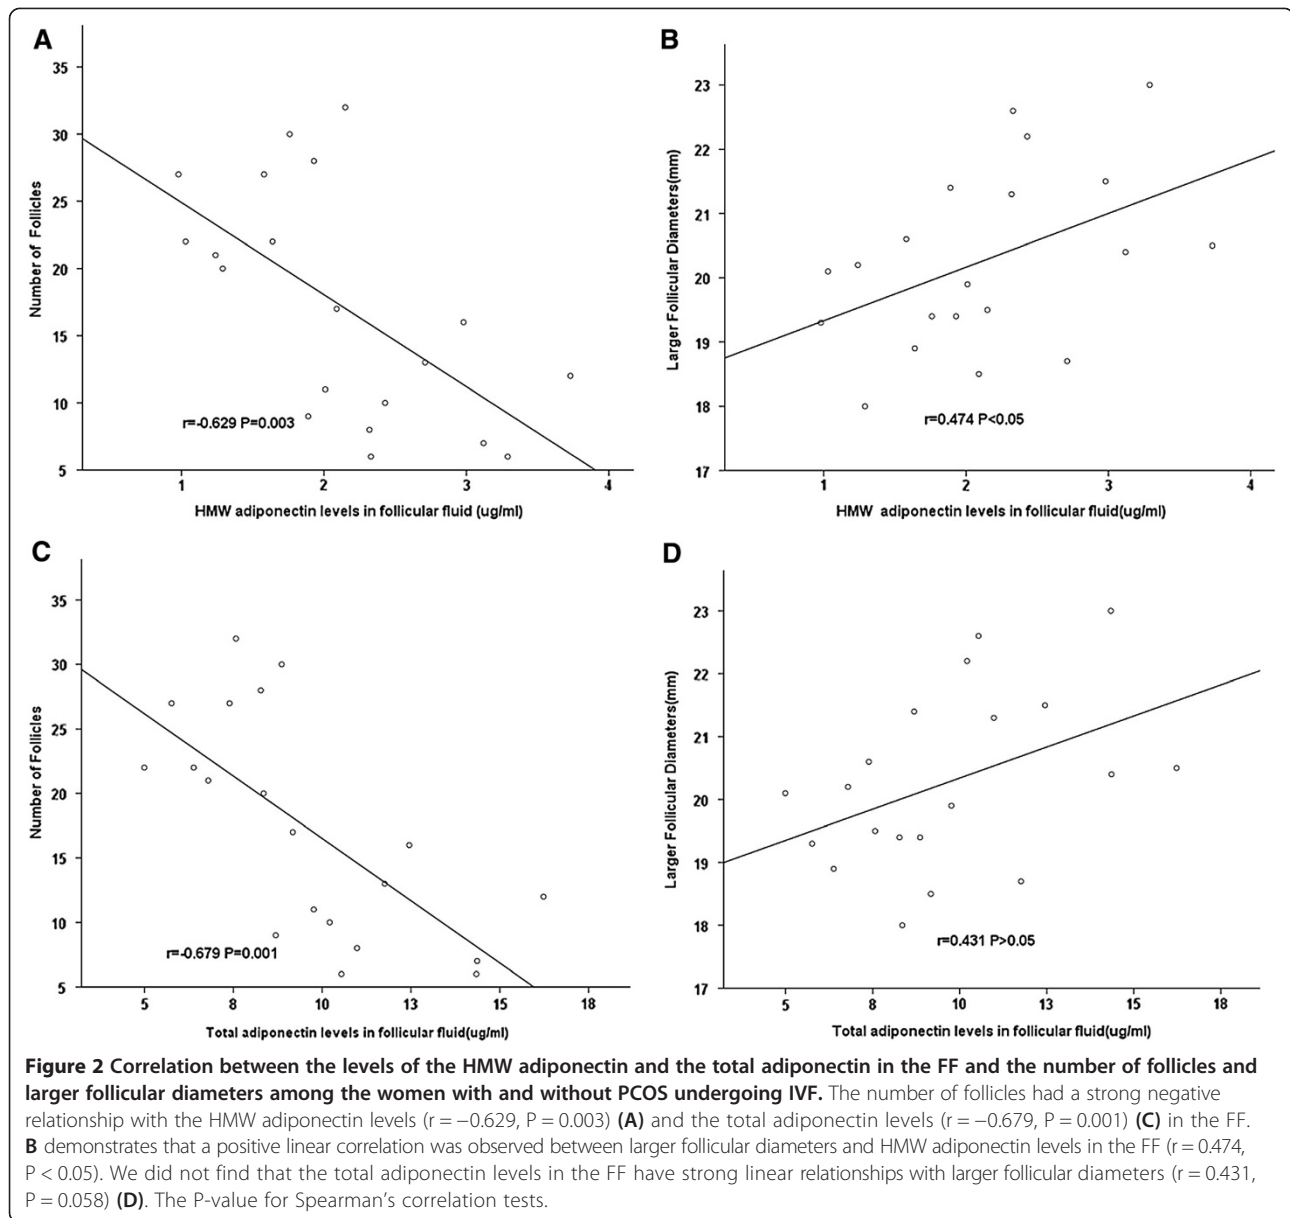 A
Number of Follicles
35
30
25
20
15
10
5
r=-0.629 P=0.003
1 2 3 4
HMW adiponectin levels in follicular fluid (ug/ml)
B
Larger Follicular Diameters(mm)
23
22
21
20
19
18
17
r=0.474 P<0.05
1 2 3 4
HMW adiponectin levels in follicular fluid(ug/ml)
C
Number of Follicles
35
30
25
20
15
10
5
r=-0.679 P=0.001
5 8 10 13 15 18
Total adiponectin levels in follicular fluid(ug/ml)
D
Larger Follicular Diameters(mm)
23
22
21
20
19
18
17
r=0.431 P>0.05
5 8 10 13 15 18
Total adiponectin levels in follicular fluid(ug/ml)
Figure 2 Correlation between the levels of the HMW adiponectin and the total adiponectin in the FF and the number of follicles and
larger follicular diameters among the women with and without PCOS undergoing IVF. The number of follicles had a strong negative
relationship with the HMW adiponectin levels (r = −0.629, P = 0.003) (A) and the total adiponectin levels (r = −0.679, P = 0.001) (C) in the FF.
B demonstrates that a positive linear correlation was observed between larger follicular diameters and HMW adiponectin levels in the FF (r = 0.474,
P < 0.05). We did not find that the total adiponectin levels in the FF have strong linear relationships with larger follicular diameters (r = 0.431,
P = 0.058) (D). The P-value for Spearman's correlation tests.